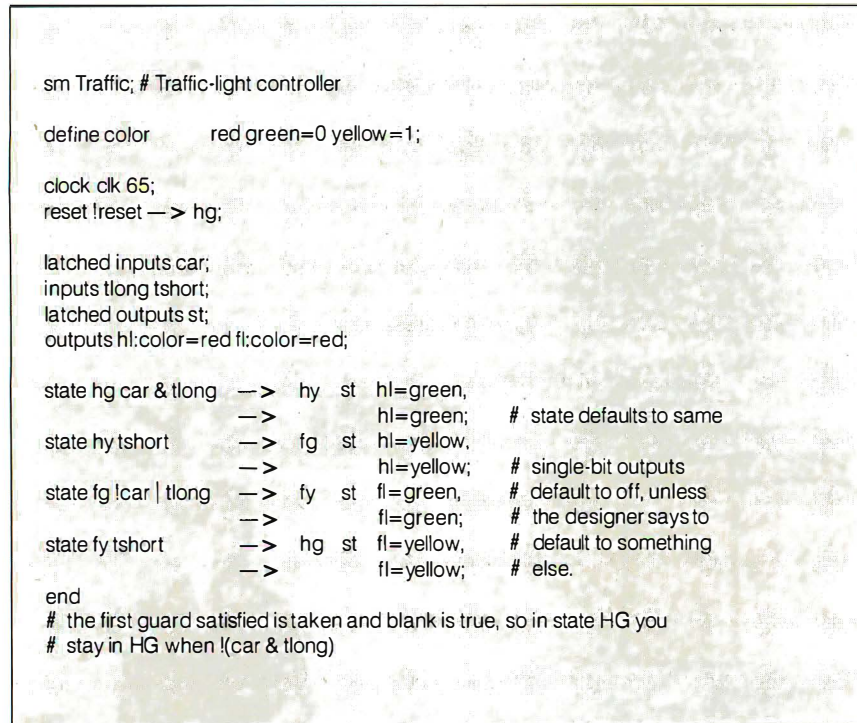 sm Traffic; # Traffic-light controller
define color red green=0 yellow=1;
clock clk 65;
reset !reset —> hg;
latched inputs car;
inputs tlong tshort;
latched outputs st;
outputs hl:color=red fl:color=red;
state hg car & tlong —> hy st hl=green,
—> hl=green; # state defaults to same
state hy tshort —> fg st hl=yellow,
—> hl=yellow; # single-bit outputs
state fg !car | tlong —> fy st fl=green, # default to off, unless
—> fl=green; # the designer says to
state fy tshort —> hg st fl=yellow, # default to something
—> fl=yellow; # else.
end
# the first guard satisfied is taken and blank is true, so in state HG you
# stay in HG when !(car & tlong)